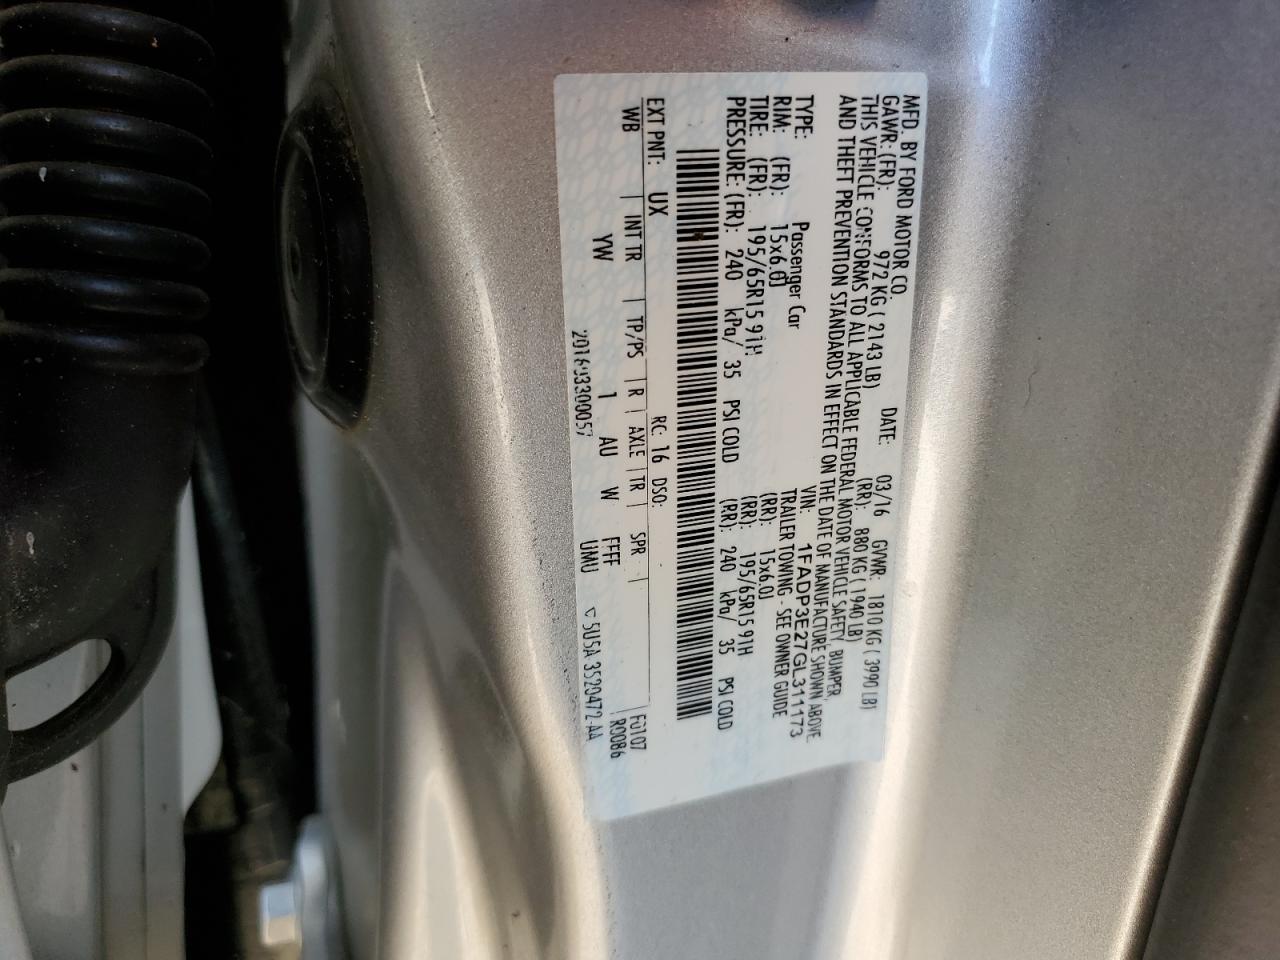 MFD. BY FORD MOTOR CO.
DATE: 03/16 GVWR: 1810 KG ( 3990 LB)
GAWR: (FR): 972 KG ( 2143 LB) (RR): 880 KG ( 1940 LB)
THIS VEHICLE CONFORMS TO ALL APPLICABLE FEDERAL MOTOR VEHICLE SAFETY, BUMPER,
AND THEFT PREVENTION STANDARDS IN EFFECT ON THE DATE OF MANUFACTURE SHOWN ABOVE.
VIN: 1FADP3E27GL311173
TYPE: Passenger Car TRAILER TOWING - SEE OWNER GUIDE
RIM: (FR): 15x6.0J (RR): 15x6.0J
TIRE: (FR): 195/65R15 91H (RR): 195/65R15 91H
PRESSURE: (FR): 240 kPa/ 35 PSI COLD (RR): 240 kPa/ 35 PSI COLD
EXT PNT: UX RC: 16 DSO: F0107
WB INT TR TP/PS R AXLE TR SPR R0086
YW 1 AU W FFFF
UMU 5U5A 3520472-AA